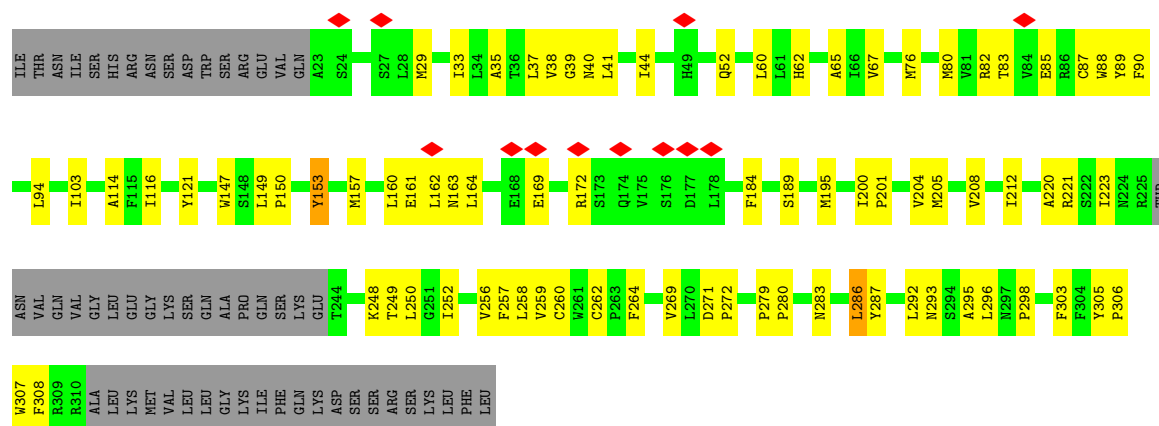 ILE THR ASN ILE SER HIS ARG ASN SER ASP TRP SER ARG GLU VAL GLN A23 S24 S27 L28 M29 I33 L34 A35 T36 L37 V38 G39 N40 L41 I44 H49 Q52 L60 L61 H62 A65 I66 V67 M76 M80 V81 R82 T83 V84 E85 R86 C87 W88 Y89 F90
L94 I103 A114 F115 I116 Y121 W147 S148 L149 P150 Y153 M157 L160 E161 L162 N163 L164 E168 E169 R172 S173 Q174 V175 S176 D177 L178 F184 S189 M195 I200 P201 V204 M205 V208 I212 A220 R221 S222 I223 N224 R225
ASN VAL GLN VAL GLY LEU GLU GLY LYS SER GLN ALA PRO GLN SER LYS GLU T244 K248 T249 L250 G251 I252 V256 F257 L258 V259 C260 W261 C262 P263 F264 V269 L270 D271 P272 P279 P280 N283 L286 Y287 L292 N293 S294 A295 L296 N297 P298 F303 F304 Y305 P306
W307 F308 R309 R310 ALA LEU LYS MET VAL LEU LEU GLY LYS ILE PHE GLN LYS ASP SER SER ARG SER LYS LEU PHE LEU